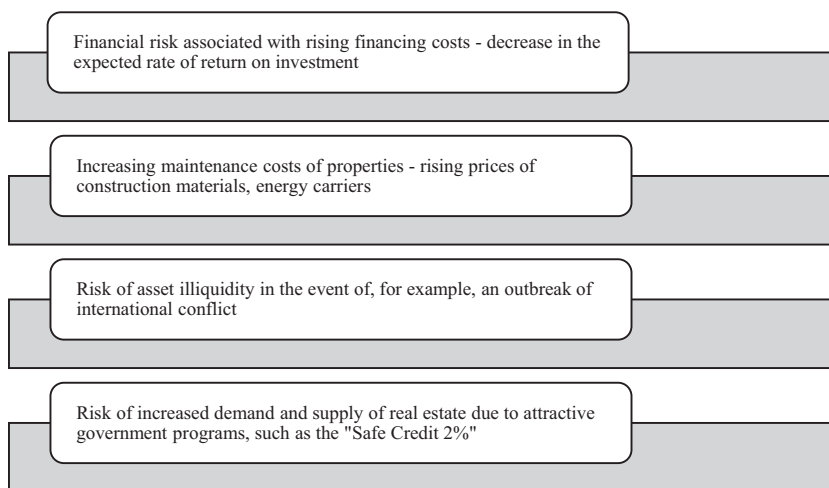 Financial risk associated with rising financing costs - decrease in the
expected rate of return on investment
Increasing maintenance costs of properties - rising prices of
construction materials, energy carriers
Risk of asset illiquidity in the event of, for example, an outbreak of
international conflict
Risk of increased demand and supply of real estate due to attractive
government programs, such as the "Safe Credit 2%"